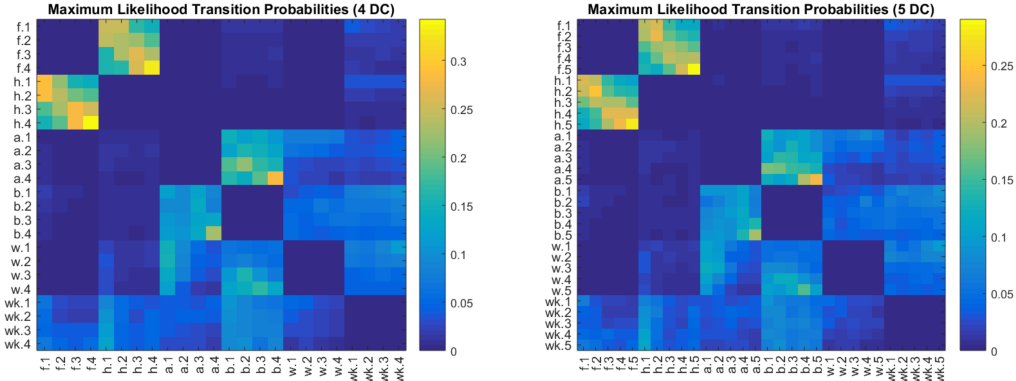 Maximum Likelihood Transition Probabilities (4 DC)
f.1
f.2
f.3
f.4
h.1
h.2
h.3
h.4
a.1
a.2
a.3
a.4
b.1
b.2
b.3
b.4
w.1
w.2
w.3
w.4
wk.1
wk.2
wk.3
wk.4
f.1
f.2
f.3
f.4
h.1
h.2
h.3
h.4
a.1
a.2
a.3
a.4
b.1
b.2
b.3
b.4
w.1
w.2
w.3
w.4
wk.1
wk.2
wk.3
wk.4
0.3
0.25
0.2
0.15
0.1
0.05
0
Maximum Likelihood Transition Probabilities (5 DC)
f.1
f.2
f.3
f.4
f.5
h.1
h.2
h.3
h.4
h.5
a.1
a.2
a.3
a.4
a.5
b.1
b.2
b.3
b.4
b.5
w.1
w.2
w.3
w.4
w.5
wk.1
wk.2
wk.3
wk.4
wk.5
f.1
f.2
f.3
f.4
f.5
h.1
h.2
h.3
h.4
h.5
a.1
a.2
a.3
a.4
a.5
b.1
b.2
b.3
b.4
b.5
w.1
w.2
w.3
w.4
w.5
wk.1
wk.2
wk.3
wk.4
wk.5
0.25
0.2
0.15
0.1
0.05
0